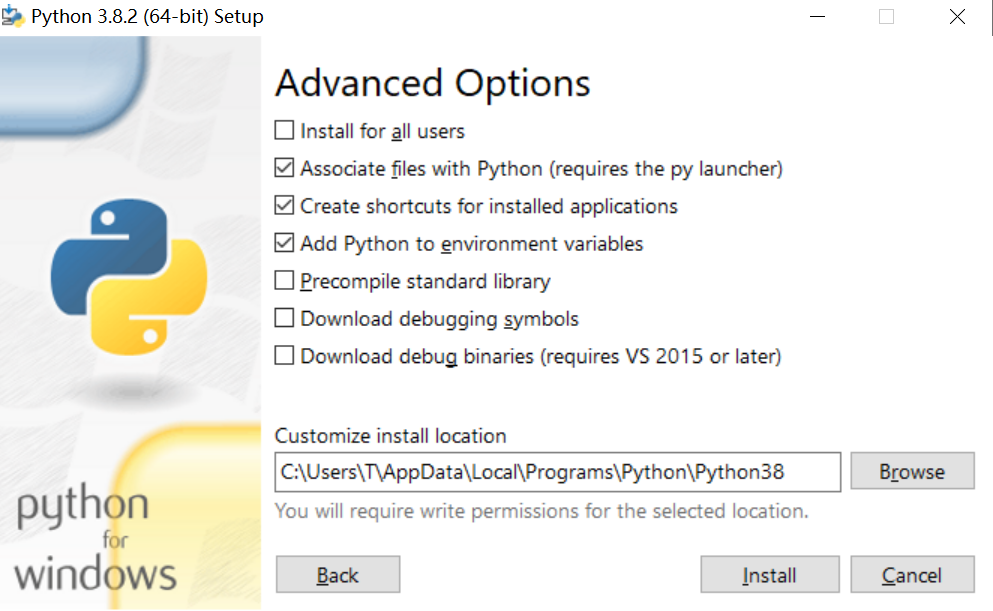 Python 3.8.2 (64-bit) Setup
Advanced Options
Install for all users
Associate files with Python (requires the py launcher)
Create shortcuts for installed applications
Add Python to environment variables
Precompile standard library
Download debugging symbols
Download debug binaries (requires VS 2015 or later)
Customize install location
C:\Users\T\AppData\Local\Programs\Python\Python38
Browse
You will require write permissions for the selected location.
python
for
windows
Back
Install
Cancel